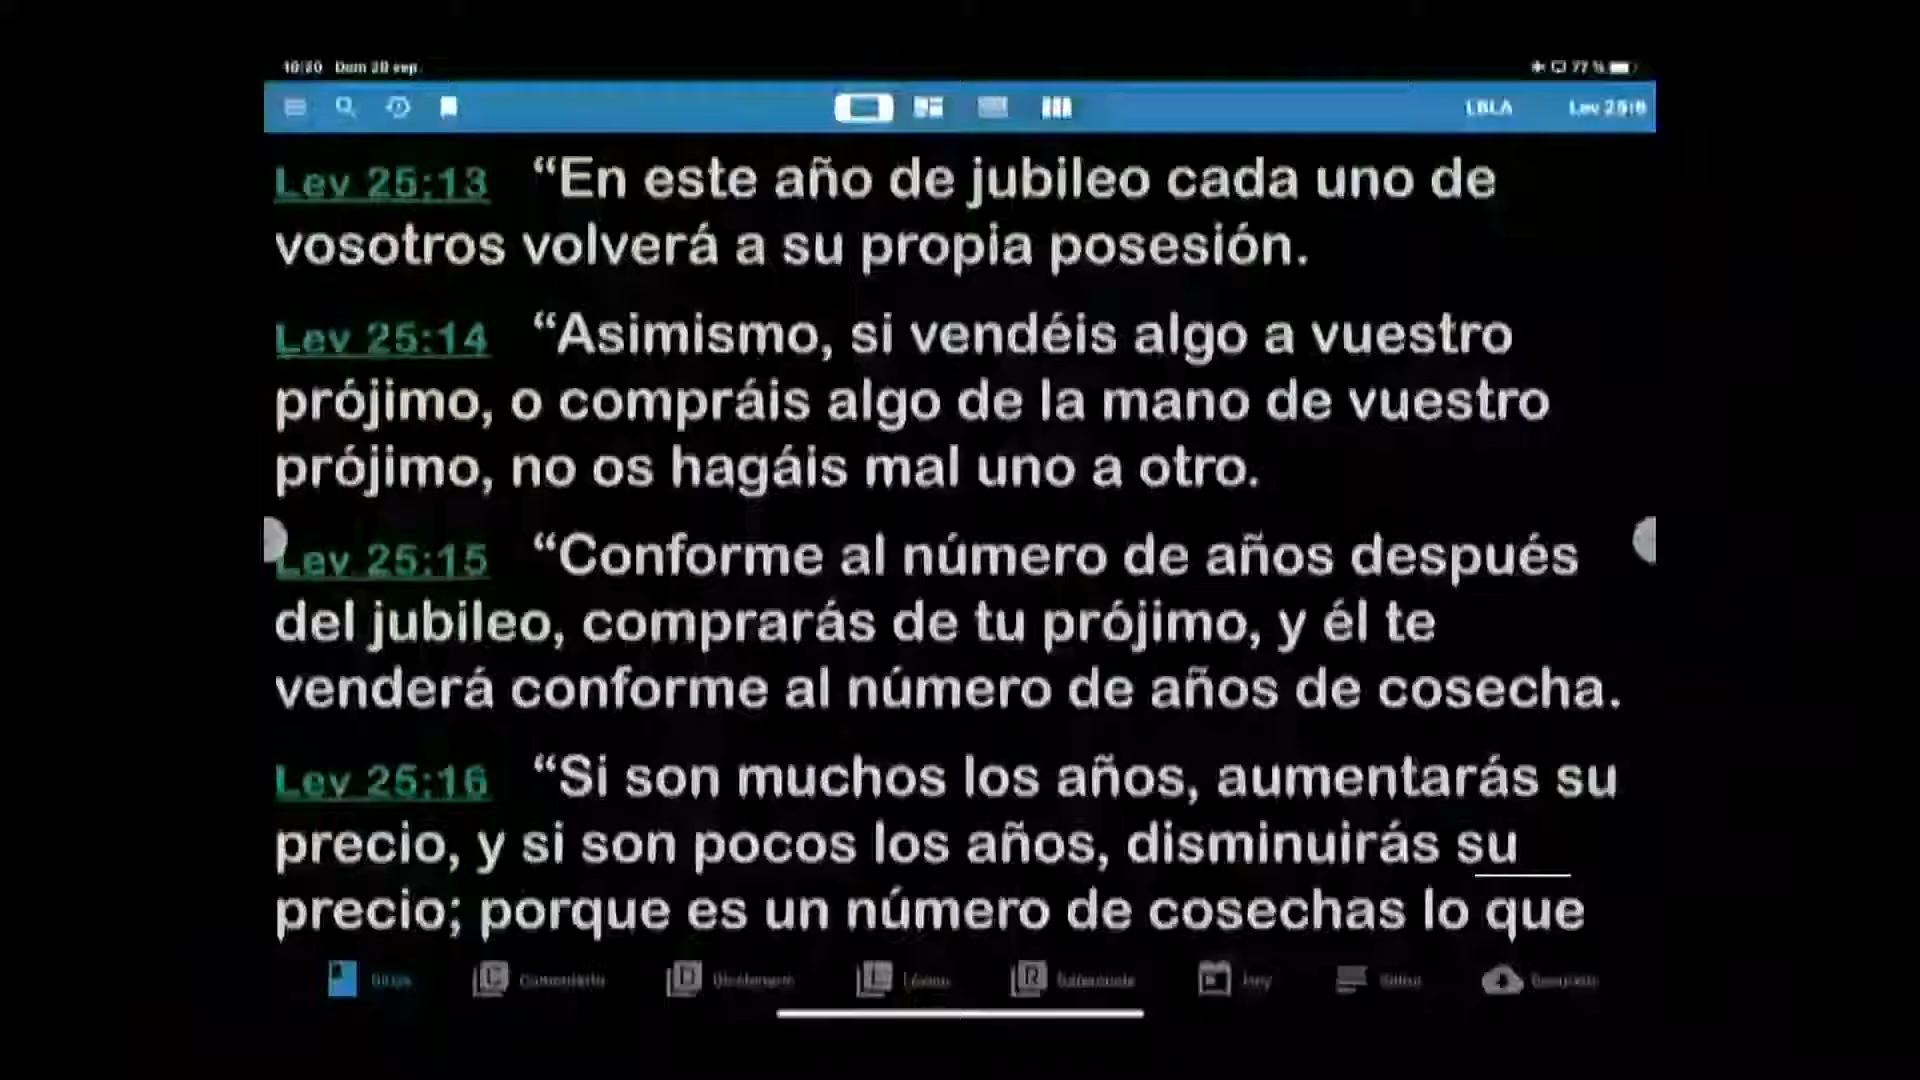 Lev 25:13 “En este año de jubileo cada uno de
vosotros volverá a su propia posesión.
Lev 25:14 “Asimismo, si vendéis algo a vuestro
prójimo, o compráis algo de la mano de vuestro
prójimo, no os hagáis mal uno a otro.
Lev 25:15 “Conforme al número de años después
del jubileo, comprarás de tu prójimo, y él te
venderá conforme al número de años de cosecha.
Lev 25:16 “Si son muchos los años, aumentarás su
precio, y si son pocos los años, disminuirás su
precio; porque es un número de cosechas lo que
LBLA
77 %